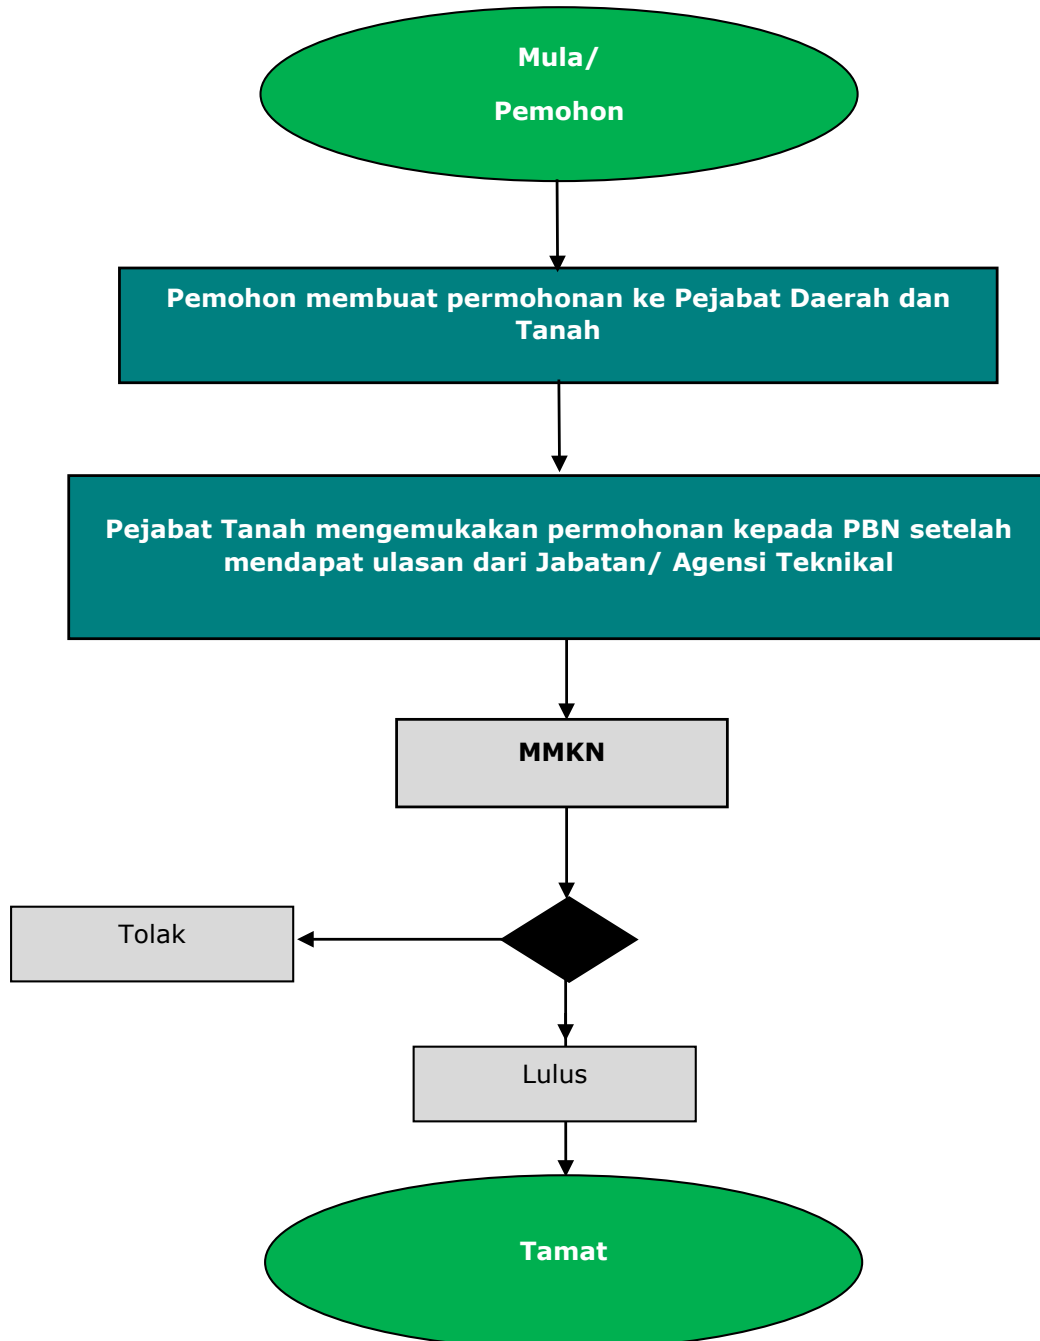 Mula/
Pemohon
Pemohon membuat permohonan ke Pejabat Daerah dan
Tanah
Pejabat Tanah mengemukakan permohonan kepada PBN setelah
mendapat ulasan dari Jabatan/ Agensi Teknikal
MMKN
Tolak
Lulus
Tamat